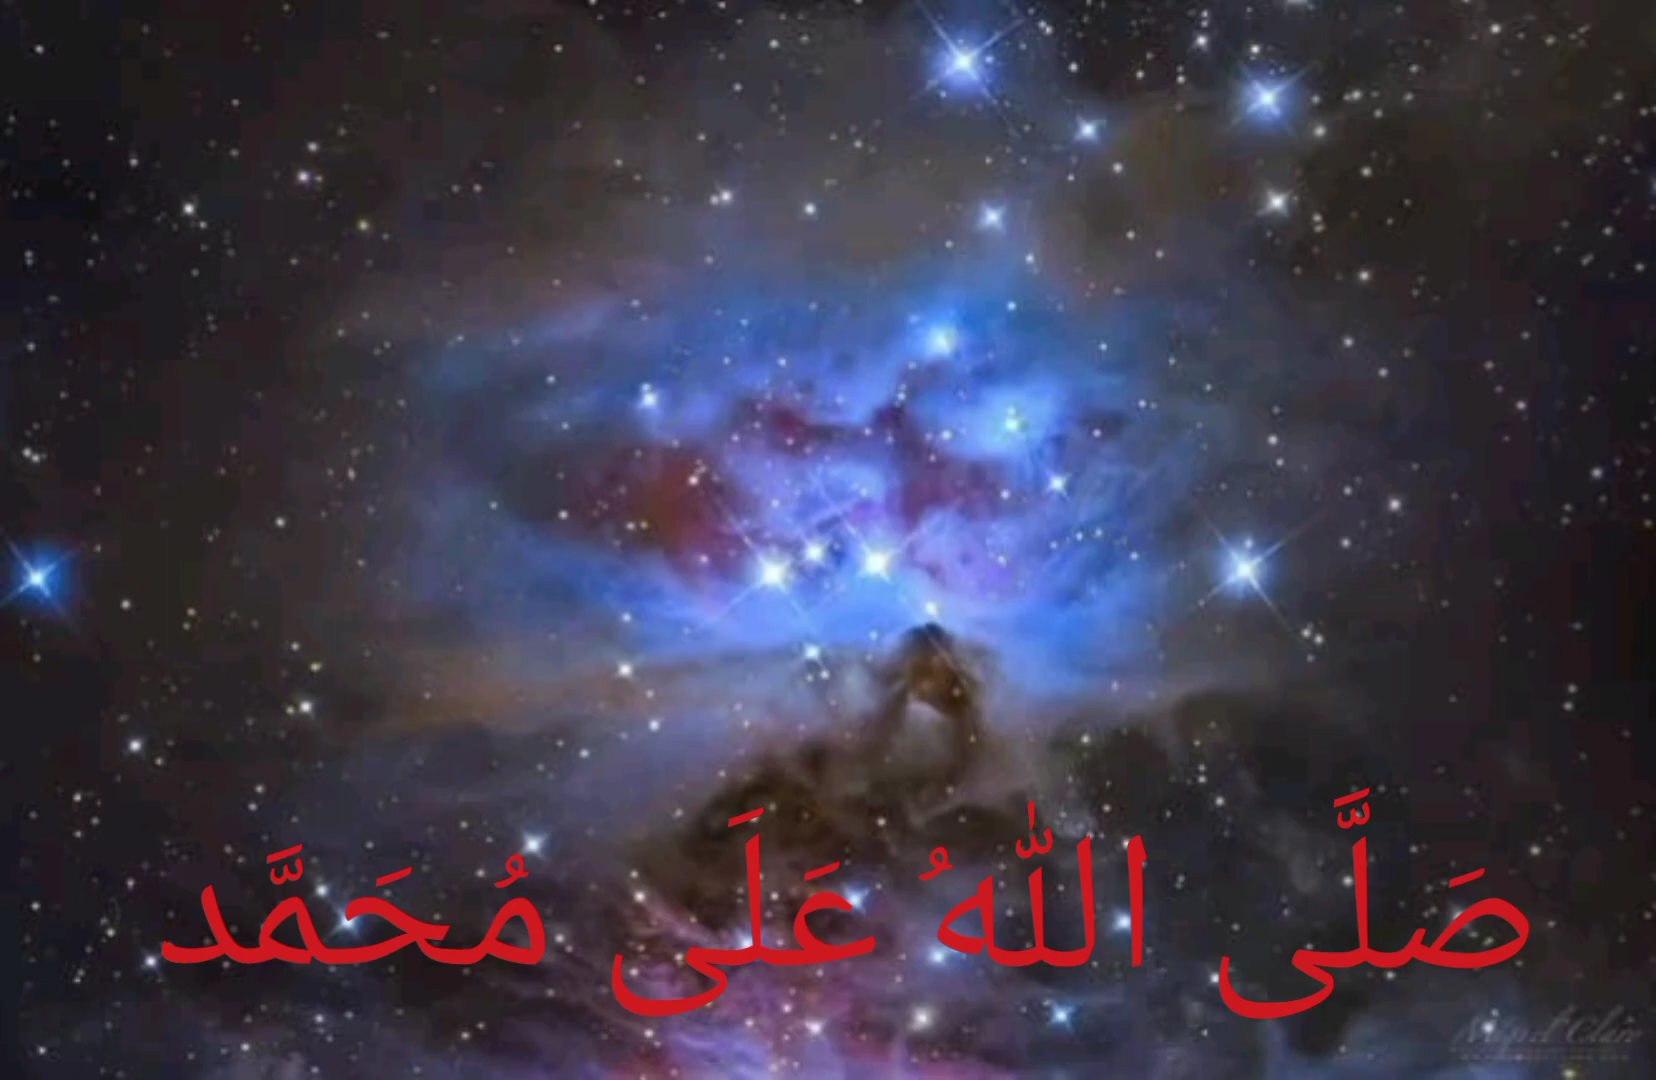 صَلَّى اللّٰهُ عَلَى مُحَمَّد